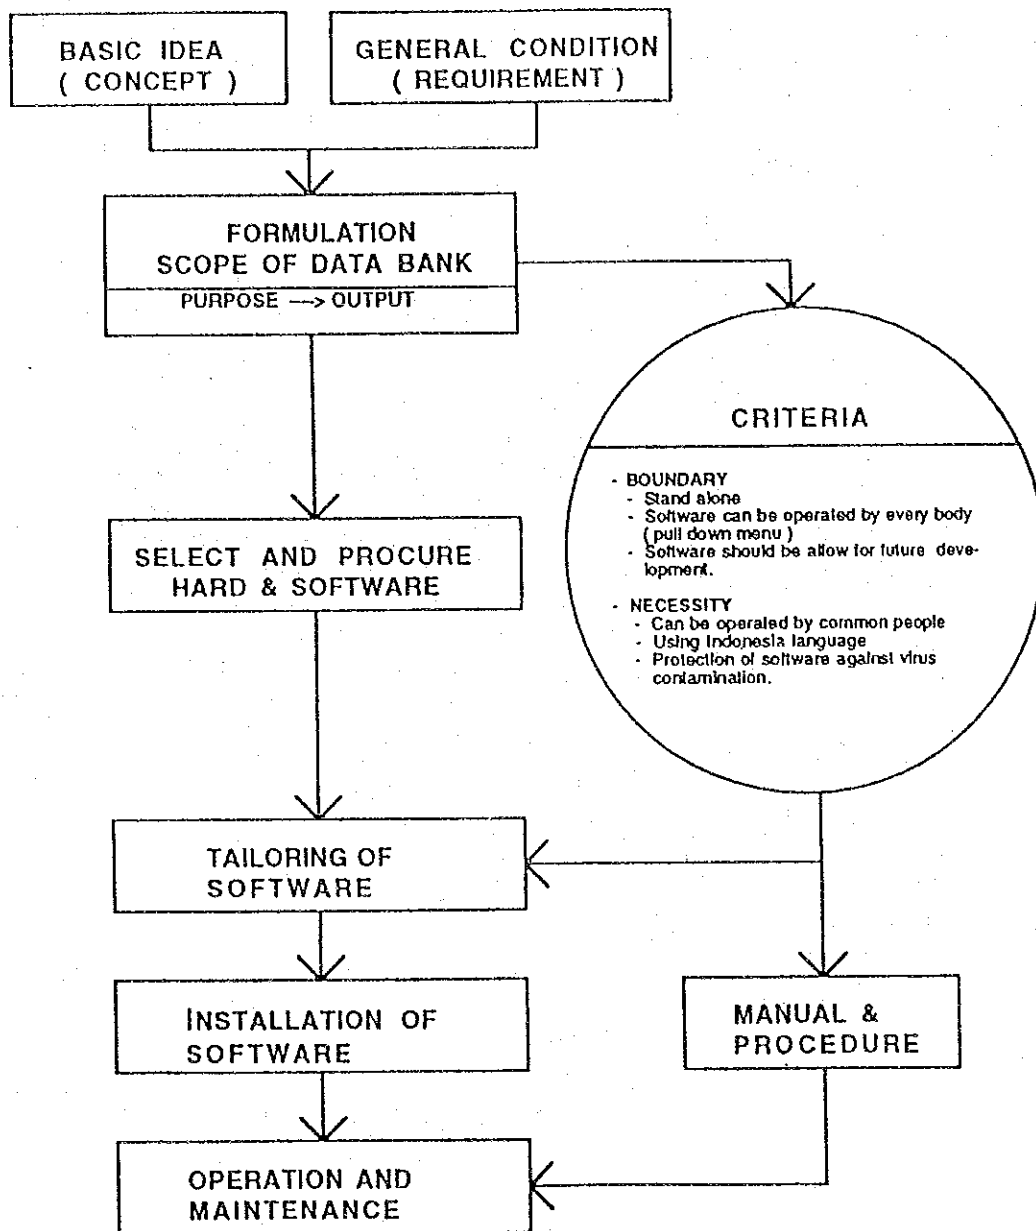 BASIC IDEA
( CONCEPT )
GENERAL CONDITION
( REQUIREMENT )
FORMULATION
SCOPE OF DATA BANK
PURPOSE ---> OUTPUT
CRITERIA
- BOUNDARY
- Stand alone
- Software can be operated by every body
( pull down menu )
- Software should be allow for future deve-
lopment.
- NECESSITY
- Can be operated by common people
- Using Indonesia language
- Protection of software against virus
contamination.
SELECT AND PROCURE
HARD & SOFTWARE
TAILORING OF
SOFTWARE
INSTALLATION OF
SOFTWARE
MANUAL &
PROCEDURE
OPERATION AND
MAINTENANCE